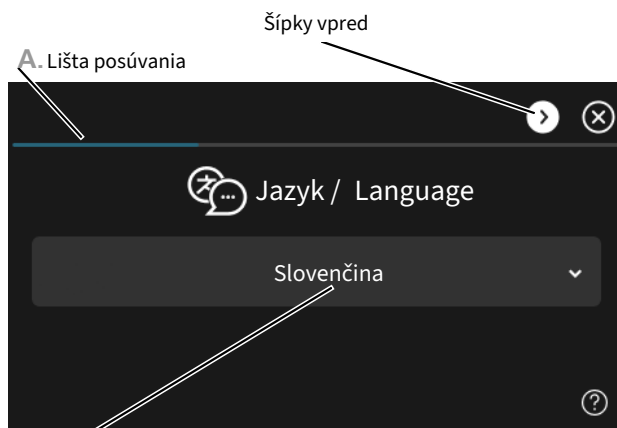 Šípky vpred
A. Lišta posúvania
Jazyk / Language
Slovenčina